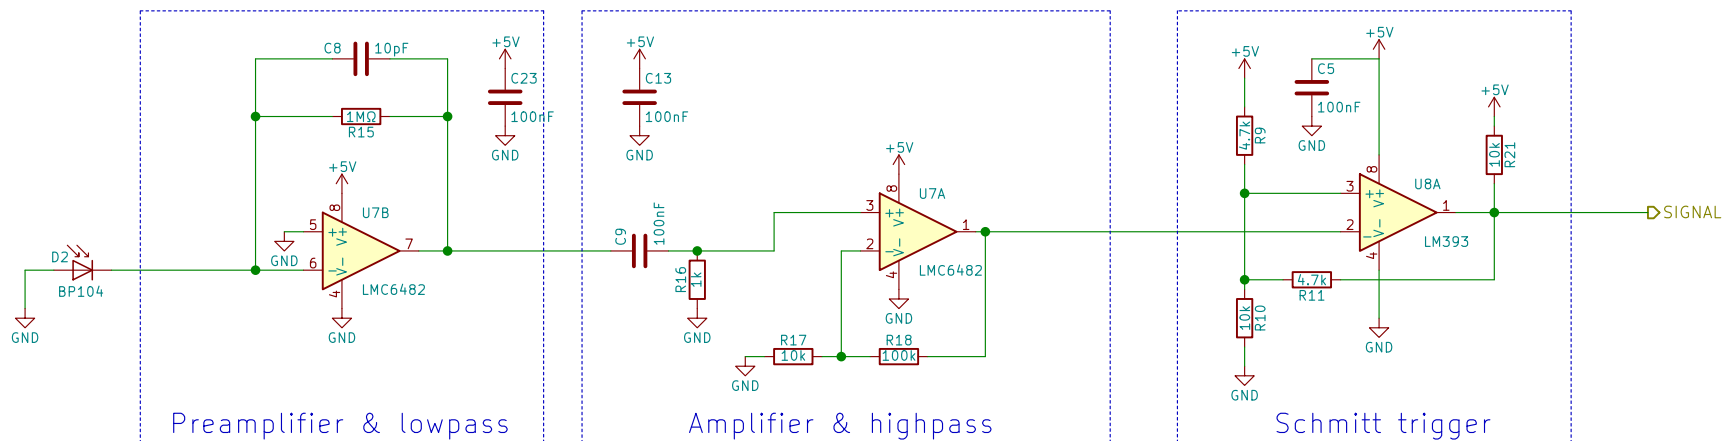 C8
10pF
1MΩ
R15
+5V
C23
100nF
GND
+5V
U7B
8
5
6
7
4
++
V+
V-
-
GND
LMC6482
GND
D2
BP104
GND
Preamplifier & lowpass
+5V
C13
100nF
GND
C9
100nF
R16
1k
GND
+5V
U7A
8
3
2
1
4
++
V+
V-
-
LMC6482
GND
R17
10k
GND
R18
100k
Amplifier & highpass
+5V
4.7k
R9
+5V
C5
100nF
GND
8
U8A
3
2
1
4
++
V+
V-
-
LM393
GND
+5V
10k
R21
4.7k
R11
10k
R10
GND
SIGNAL
Schmitt trigger